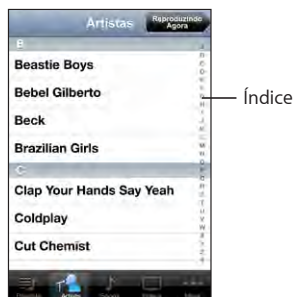 Artistas
Reproduzindo
Agora
B
Beastie Boys
Bebel Gilberto
Beck
Brazilian Girls
Índice
C
Clap Your Hands Say Yeah
Coldplay
Cut Chemist